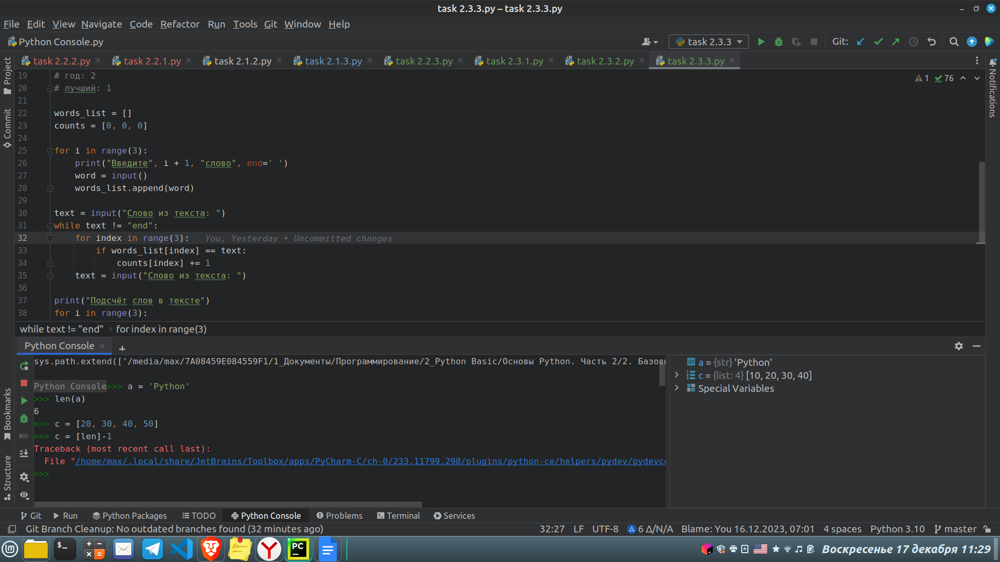 task 2.3.3.py – task 2.3.3.py
File Edit View Navigate Code Refactor Run Tools Git Window Help
Python Console.py
task 2.3.3
Git:
task 2.2.2.py
task 2.2.1.py
task 2.1.2.py
task 2.1.3.py
task 2.2.3.py
task 2.3.1.py
task 2.3.2.py
task 2.3.3.py
Project
Commit
Bookmarks
Structure
Notifications
1 76
19 # год: 2
20 # лучший: 1
21
22 words_list = []
23 counts = [0, 0, 0]
24
25 for i in range(3):
26 print("Введите", i + 1, "слово", end=' ')
27 word = input()
28 words_list.append(word)
29
30 text = input("Слово из текста: ")
31 while text != "end":
32 for index in range(3): You, Yesterday • Uncommitted changes
33 if words_list[index] == text:
34 counts[index] += 1
35 text = input("Слово из текста: ")
36
37 print("Подсчёт слов в тексте")
38 for i in range(3):
while text != "end" › for index in range(3)
Python Console
sys.path.extend(['/media/max/7A08459E084559F1/1_Документы/Программирование/2_Python Basic/Основы Python. Часть 2/2. Базовы
Python Console>>> a = 'Python'
>>> len(a)
6
>>> c = [20, 30, 40, 50]
>>> c = [len]-1
Traceback (most recent call last):
File "/home/max/.local/share/JetBrains/Toolbox/apps/PyCharm-C/ch-0/233.11799.298/plugins/python-ce/helpers/pydev/pydevco
>>>
a = {str} 'Python'
c = {list: 4} [10, 20, 30, 40]
Special Variables
Git Run Python Packages TODO Python Console Problems Terminal Services
Git Branch Cleanup: No outdated branches found (32 minutes ago)
32:27 LF UTF-8 6 Δ/N/A Blame: You 16.12.2023, 07:01 4 spaces Python 3.10 master
Воскресенье 17 декабря 11:29